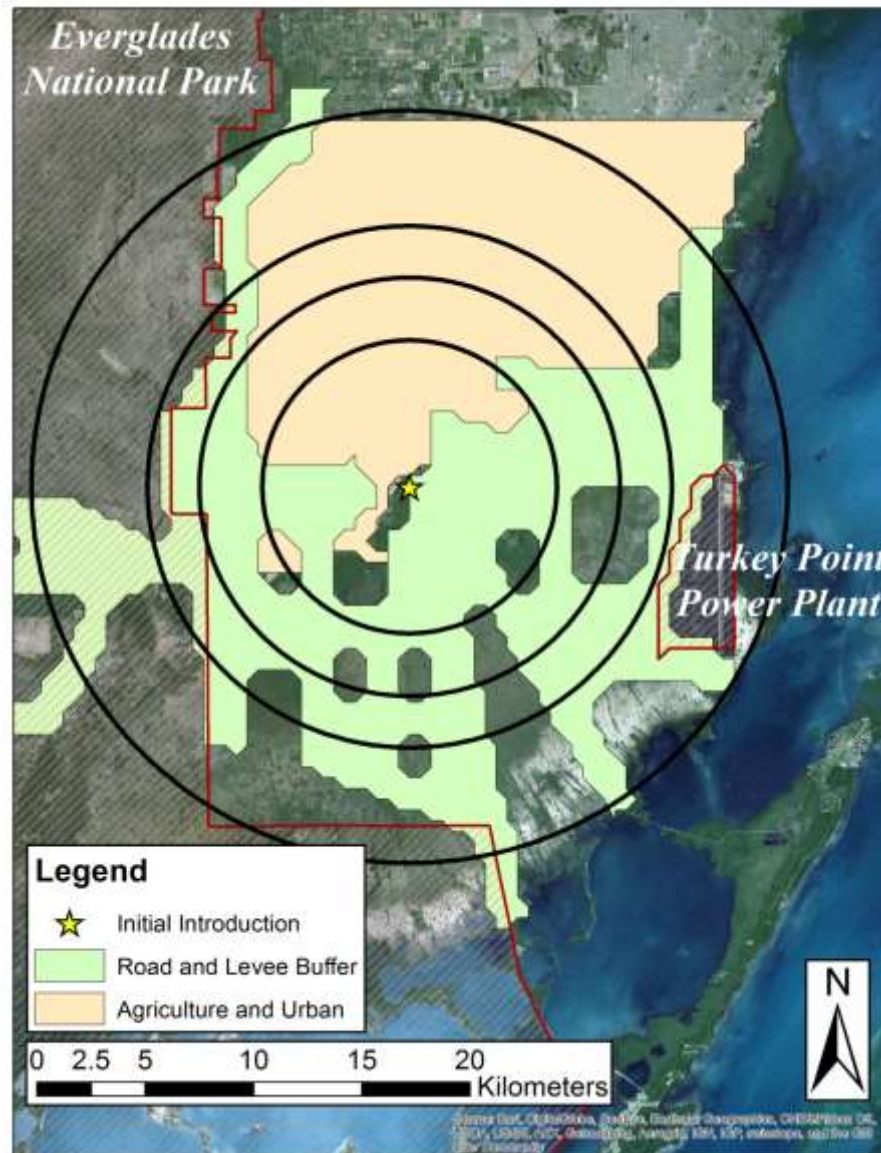 Everglades
National Park
Turkey Point
Power Plant
Legend
Initial Introduction
Road and Levee Buffer
Agriculture and Urban
0 2.5 5 10 15 20
Kilometers
N